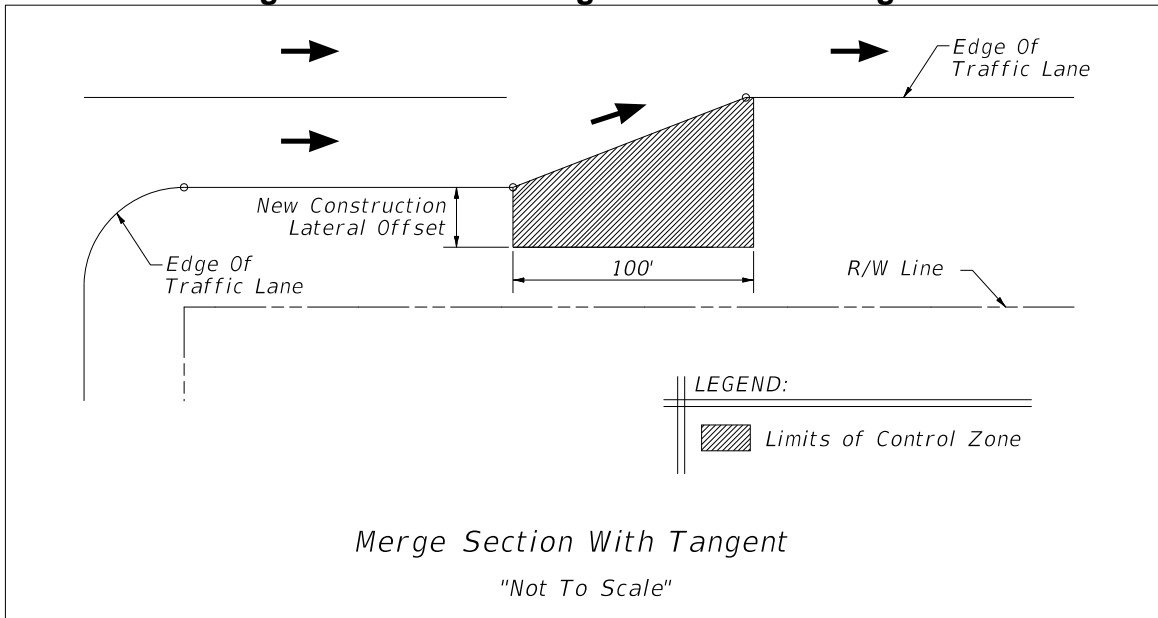 Edge Of
Traffic Lane
New Construction
Lateral Offset
Edge Of
Traffic Lane
100'
R/W Line
LEGEND:
Limits of Control Zone
Merge Section With Tangent
"Not To Scale"